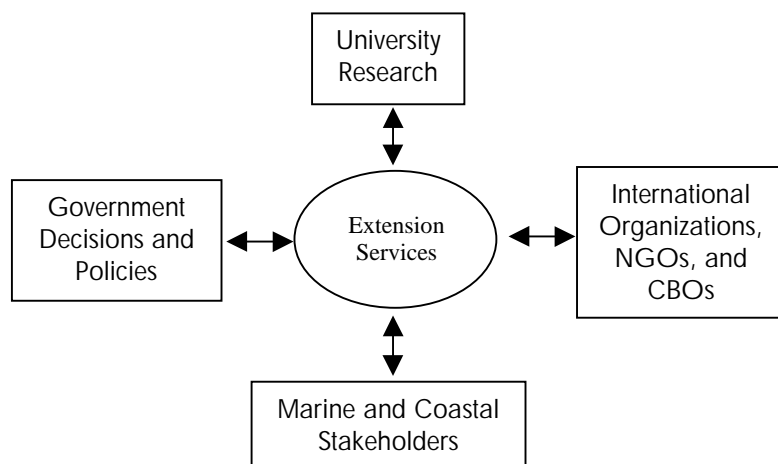 University
Research
Government
Decisions and
Policies
Extension
Services
International
Organizations,
NGOs, and
CBOs
Marine and Coastal
Stakeholders